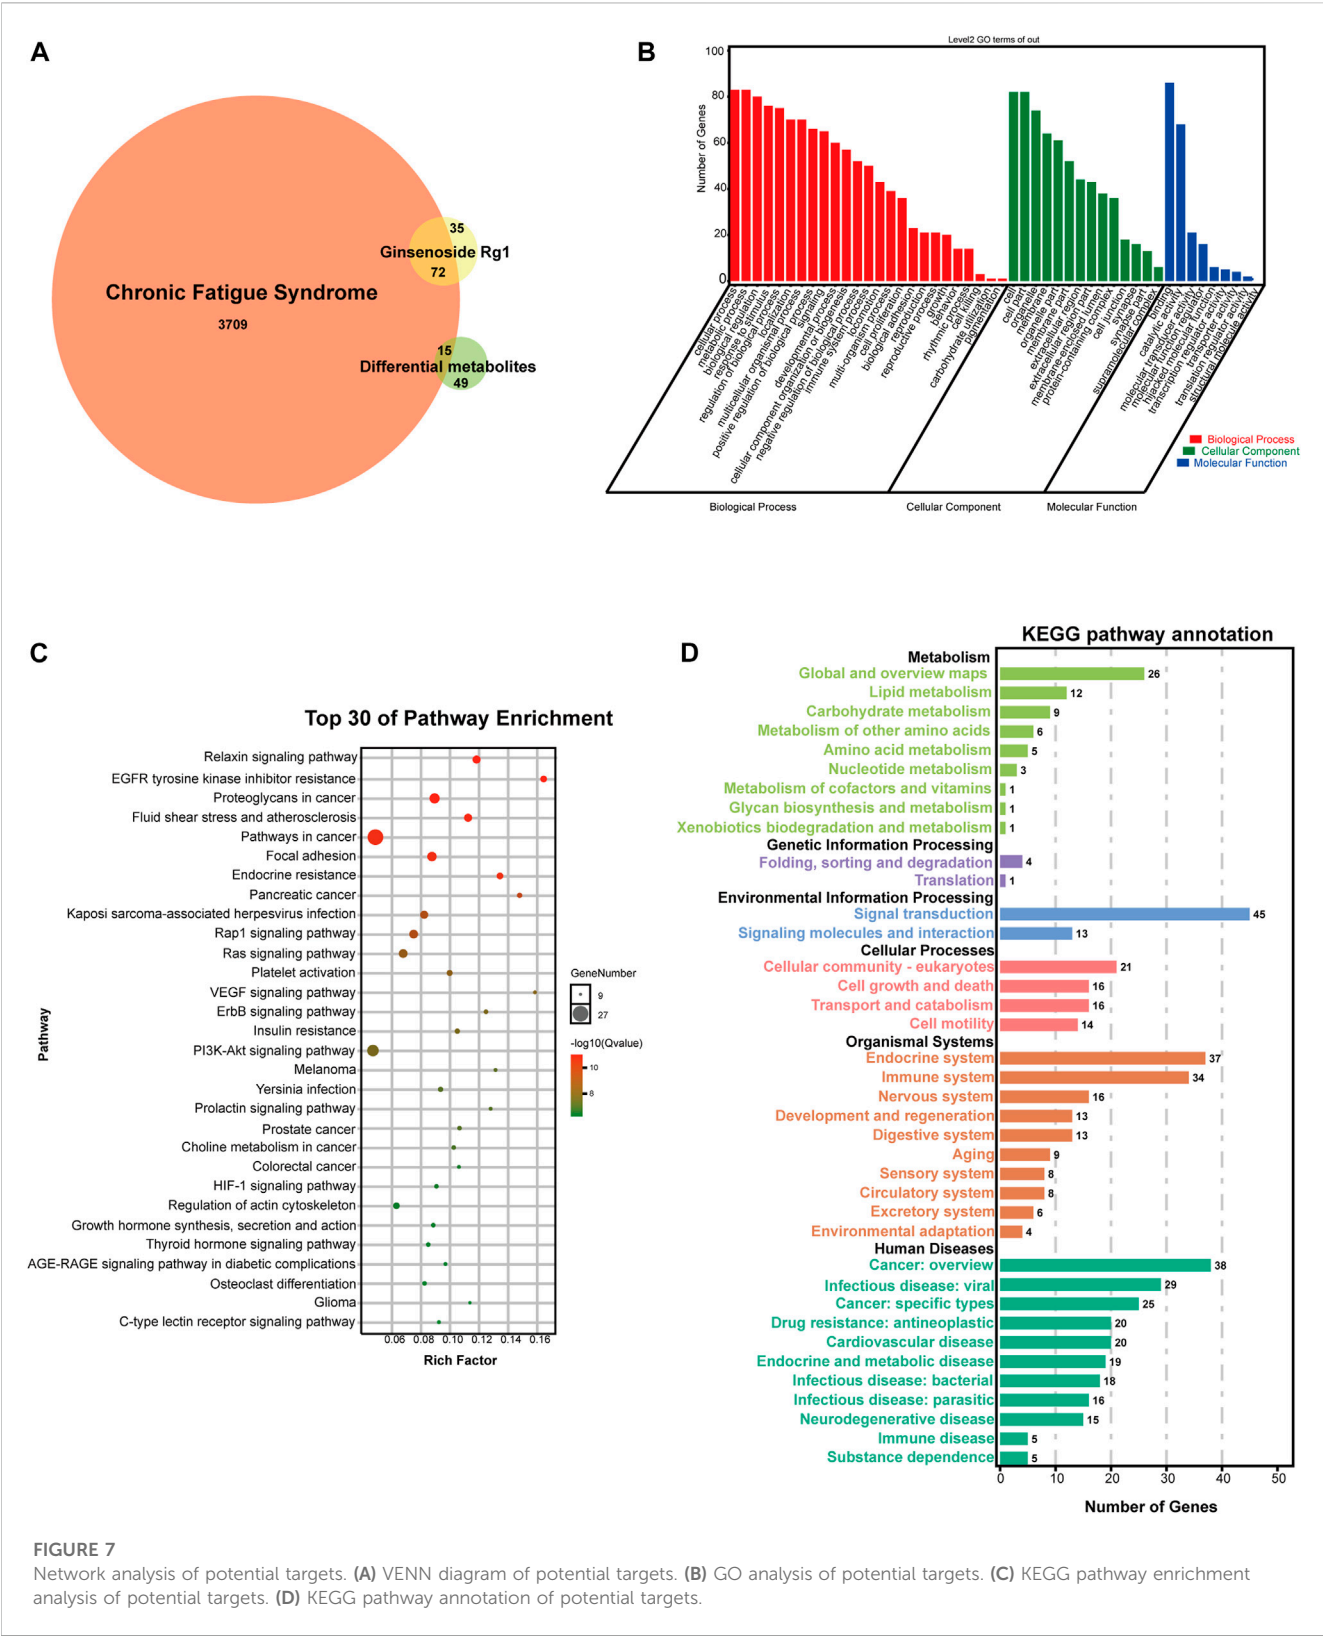 A
35
Ginsenoside Rg1
72
Chronic Fatigue Syndrome
3709
15
Differential metabolites
49
B
Level2 GO terms of out
Number of Genes
100
80
60
40
20
0
cellular process
metabolic process
biological regulation
response to stimulus
regulation of biological process
localization
multicellular organismal process
signaling
positive regulation of biological process
developmental process
cellular component organization or biogenesis
negative regulation of biological process
immune system process
locomotion
multi-organism process
cell proliferation
biological adhesion
reproduction
reproductive process
growth
behavior
rhythmic process
cell killing
carbohydrate utilization
pigmentation
cell
cell part
organelle
membrane
organelle part
membrane part
extracellular region
extracellular region part
membrane-enclosed lumen
protein-containing complex
cell junction
synapse
synapse part
supramolecular complex
binding
catalytic activity
molecular transducer activity
molecular function regulator
hijacked molecular function
transcription regulator activity
transporter activity
translation regulator activity
structural molecule activity
Biological Process
Cellular Component
Molecular Function
Biological Process
Cellular Component
Molecular Function
C
Top 30 of Pathway Enrichment
Pathway
Relaxin signaling pathway
EGFR tyrosine kinase inhibitor resistance
Proteoglycans in cancer
Fluid shear stress and atherosclerosis
Pathways in cancer
Focal adhesion
Endocrine resistance
Pancreatic cancer
Kaposi sarcoma-associated herpesvirus infection
Rap1 signaling pathway
Ras signaling pathway
Platelet activation
VEGF signaling pathway
ErbB signaling pathway
Insulin resistance
PI3K-Akt signaling pathway
Melanoma
Yersinia infection
Prolactin signaling pathway
Prostate cancer
Choline metabolism in cancer
Colorectal cancer
HIF-1 signaling pathway
Regulation of actin cytoskeleton
Growth hormone synthesis, secretion and action
Thyroid hormone signaling pathway
AGE-RAGE signaling pathway in diabetic complications
Osteoclast differentiation
Glioma
C-type lectin receptor signaling pathway
0.06 0.08 0.10 0.12 0.14 0.16
Rich Factor
GeneNumber
9
27
-log10(Qvalue)
10
8
D
KEGG pathway annotation
Metabolism
Global and overview maps 26
Lipid metabolism 12
Carbohydrate metabolism 9
Metabolism of other amino acids 6
Amino acid metabolism 5
Nucleotide metabolism 3
Metabolism of cofactors and vitamins 1
Glycan biosynthesis and metabolism 1
Xenobiotics biodegradation and metabolism 1
Genetic Information Processing
Folding, sorting and degradation 4
Translation 1
Environmental Information Processing
Signal transduction 45
Signaling molecules and interaction 13
Cellular Processes
Cellular community - eukaryotes 21
Cell growth and death 16
Transport and catabolism 16
Cell motility 14
Organismal Systems
Endocrine system 37
Immune system 34
Nervous system 16
Development and regeneration 13
Digestive system 13
Aging 9
Sensory system 8
Circulatory system 8
Excretory system 6
Environmental adaptation 4
Human Diseases
Cancer: overview 38
Infectious disease: viral 29
Cancer: specific types 25
Drug resistance: antineoplastic 20
Cardiovascular disease 20
Endocrine and metabolic disease 19
Infectious disease: bacterial 18
Infectious disease: parasitic 16
Neurodegenerative disease 15
Immune disease 5
Substance dependence 5
0 10 20 30 40 50
Number of Genes
FIGURE 7
Network analysis of potential targets. (A) VENN diagram of potential targets. (B) GO analysis of potential targets. (C) KEGG pathway enrichment
analysis of potential targets. (D) KEGG pathway annotation of potential targets.